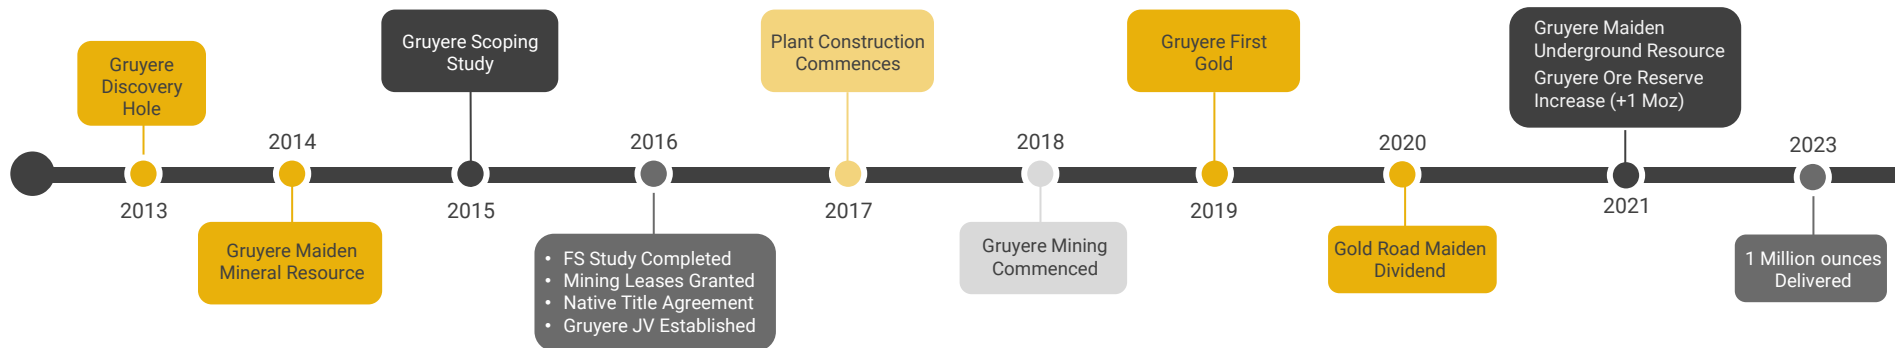 Gruyere
Discovery
Hole
2013
2014
Gruyere Maiden
Mineral Resource
Gruyere Scoping
Study
2015
2016
• FS Study Completed
• Mining Leases Granted
• Native Title Agreement
• Gruyere JV Established
Plant Construction
Commences
2017
2018
Gruyere Mining
Commenced
Gruyere First
Gold
2019
2020
Gold Road Maiden
Dividend
Gruyere Maiden
Underground Resource
Gruyere Ore Reserve
Increase (+1 Moz)
2021
2023
1 Million ounces
Delivered